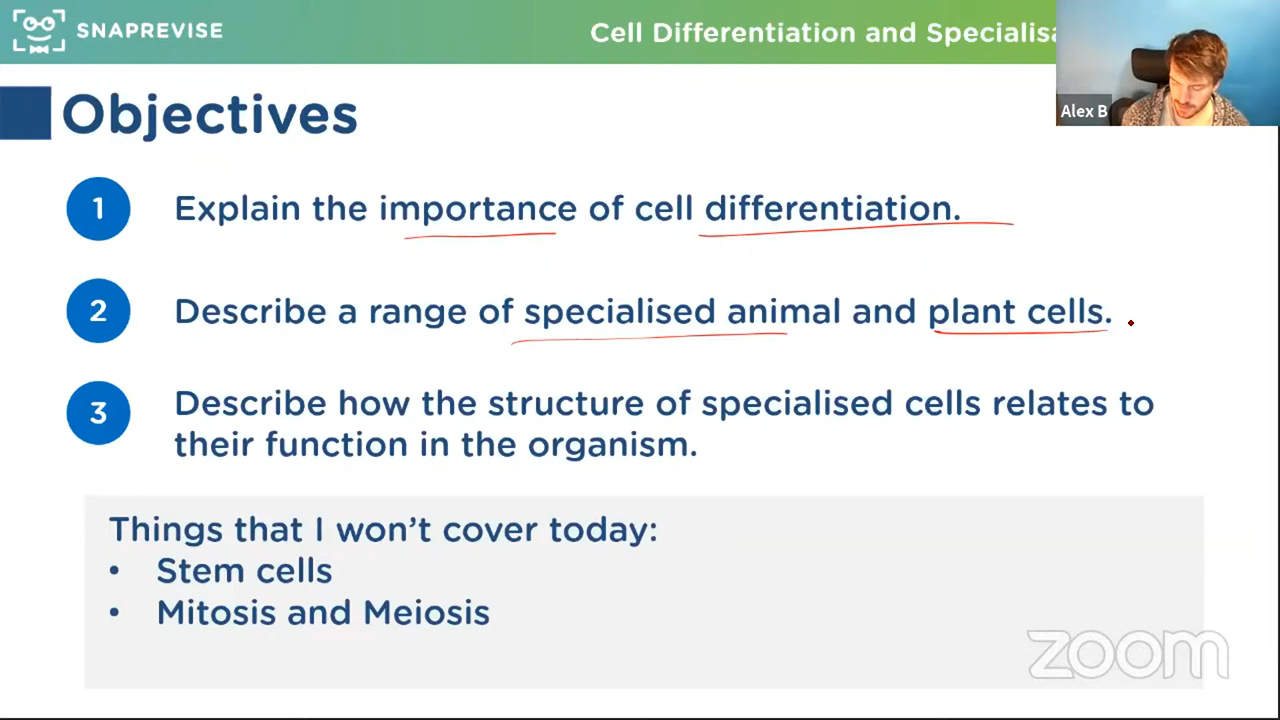 SNAPREVISE
Cell Differentiation and Specialisa
Alex B
Objectives
1
Explain the importance of cell differentiation.
2
Describe a range of specialised animal and plant cells.
3
Describe how the structure of specialised cells relates to
their function in the organism.
Things that I won't cover today:
• Stem cells
• Mitosis and Meiosis
zoom